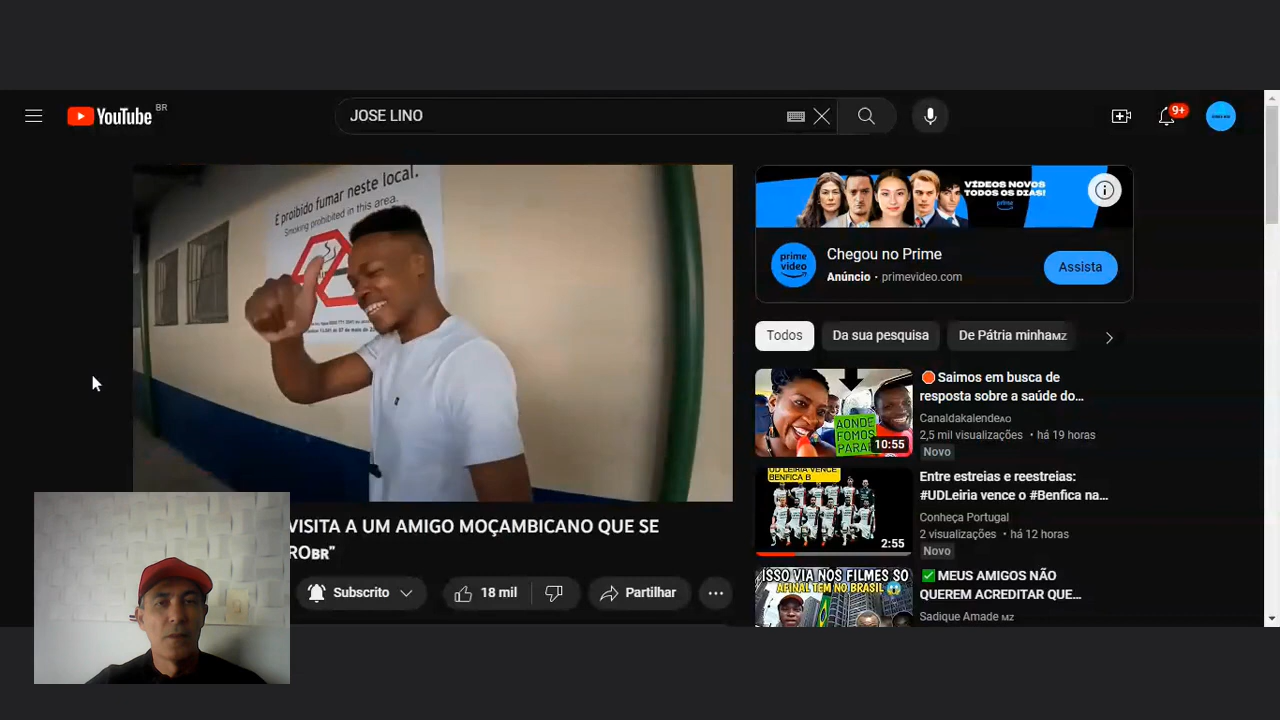 YouTube BR
JOSE LINO
9+
É proibido fumar neste local.
Smoking prohibited in this area.
VISITA A UM AMIGO MOÇAMBICANO QUE SE
ROBR"
Subscrito
18 mil
Partilhar
VÍDEOS NOVOS
TODOS OS DIAS!
prime
prime video
Chegou no Prime
Anúncio · primevideo.com
Assista
Todos
Da sua pesquisa
De Pátria minhaMZ
AONDE
FOMOS
PARA
10:55
Saimos em busca de
resposta sobre a saúde do…
CanaldakalendeAO
2,5 mil visualizações • há 19 horas
Novo
UD LEIRIA VENCE
BENFICA B
2:55
Entre estreias e reestreias:
#UDLeiria vence o #Benfica na…
Conheça Portugal
2 visualizações • há 12 horas
Novo
ISSO VIA NOS FILMES SO
AFINAL TEM NO BRASIL
MEUS AMIGOS NÃO
QUEREM ACREDITAR QUE…
Sadique Amade MZ